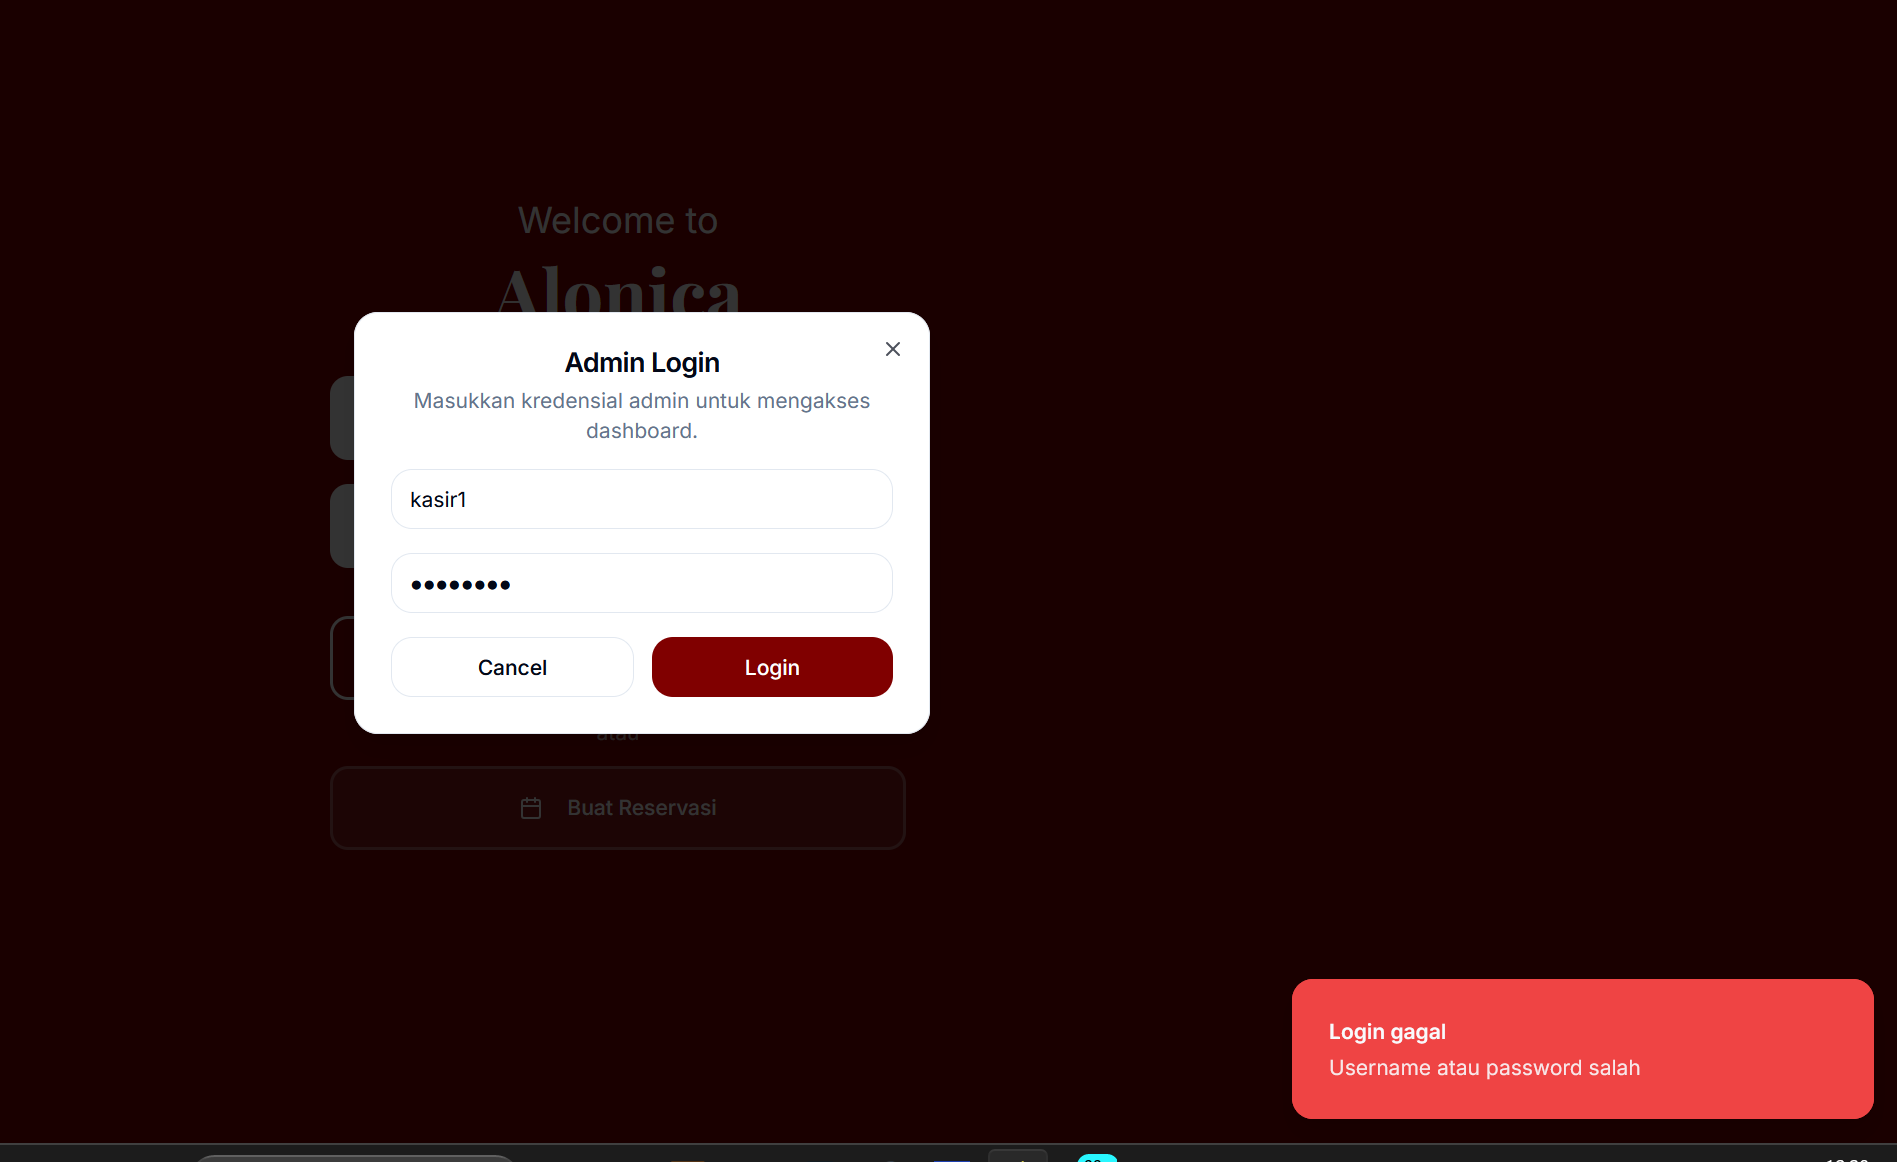 Welcome to
Alonica
Admin Login
Masukkan kredensial admin untuk mengakses
dashboard.
kasir1
Cancel
Login
atau
Buat Reservasi
Login gagal
Username atau password salah